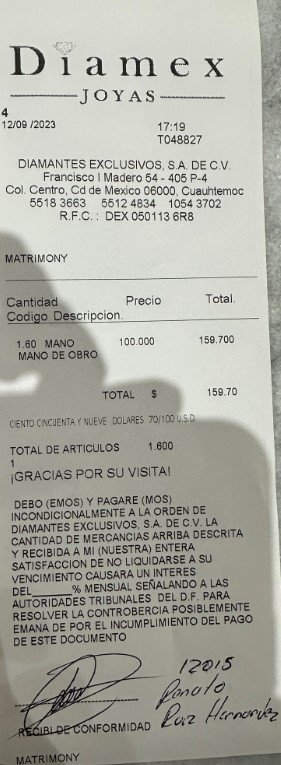 Diamex
JOYAS
4
12/09 /2023 17:19
T048827
DIAMANTES EXCLUSIVOS, S.A. DE C.V.
Francisco I Madero 54 - 405 P-4
Col. Centro, Cd de Mexico 06000, Cuauhtemoc
5518 3663 5512 4834 1054 3702
R.F.C. : DEX 050113 6R8
MATRIMONY
Cantidad Precio Total.
Codigo Descripcion.
1.60 MANO 100.000 159.700
MANO DE OBRO
TOTAL $ 159.70
CIENTO CINCUENTA Y NUEVE DOLARES 70/100 U.S.D.
TOTAL DE ARTICULOS 1.600
1
¡GRACIAS POR SU VISITA!
DEBO (EMOS) Y PAGARE (MOS)
INCONDICIONALMENTE A LA ORDEN DE
DIAMANTES EXCLUSIVOS, S.A. DE C.V. LA
CANTIDAD DE MERCANCIAS ARRIBA DESCRITA
Y RECIBIDA A MI (NUESTRA) ENTERA
SATISFACCION DE NO LIQUIDARSE A SU
VENCIMIENTO CAUSARA UN INTERES
DEL______% MENSUAL SEÑALANDO A LAS
AUTORIDADES TRIBUNALES DEL D.F. PARA
RESOLVER LA CONTROBERCIA POSIBLEMENTE
EMANA DE POR EL INCUMPLIMIENTO DEL PAGO
DE ESTE DOCUMENTO
12015
Renato
Ruiz Hernandez
RECIBI DE CONFORMIDAD
MATRIMONY